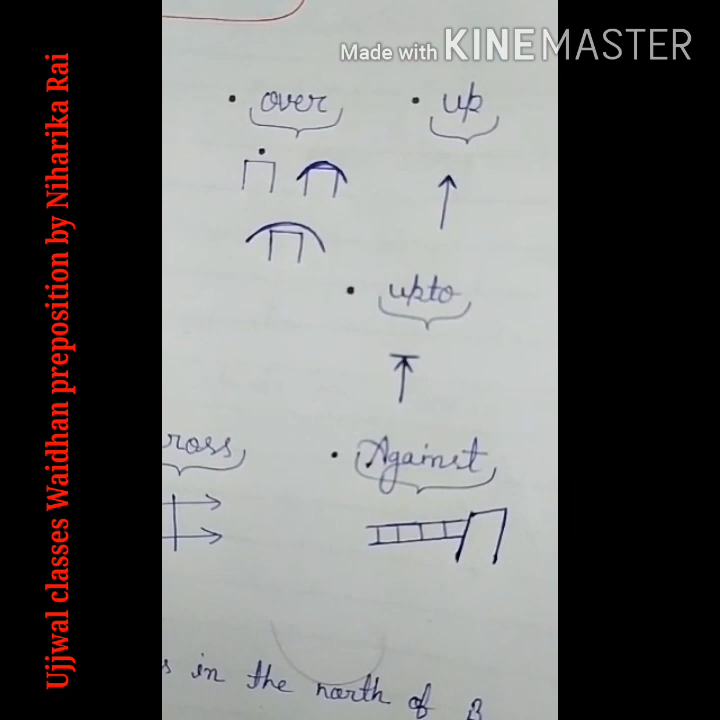 Made with KINEMASTER
Ujjwal classes Waidhan preposition by Niharika Rai
• over
• up
• upto
ross
• Against
s in the north of B